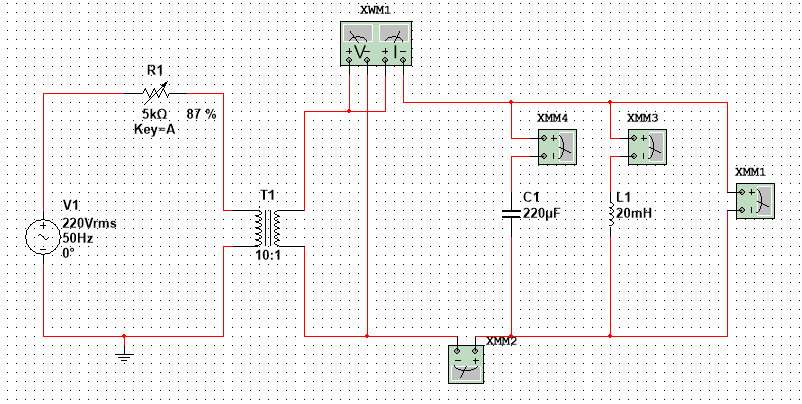 XWM1
V
I
+ - + -
R1
5kΩ 87 %
Key=A
XMM4
XMM3
XMM1
V1
220Vrms
50Hz
0°
T1
10:1
C1
220µF
L1
20mH
XMM2